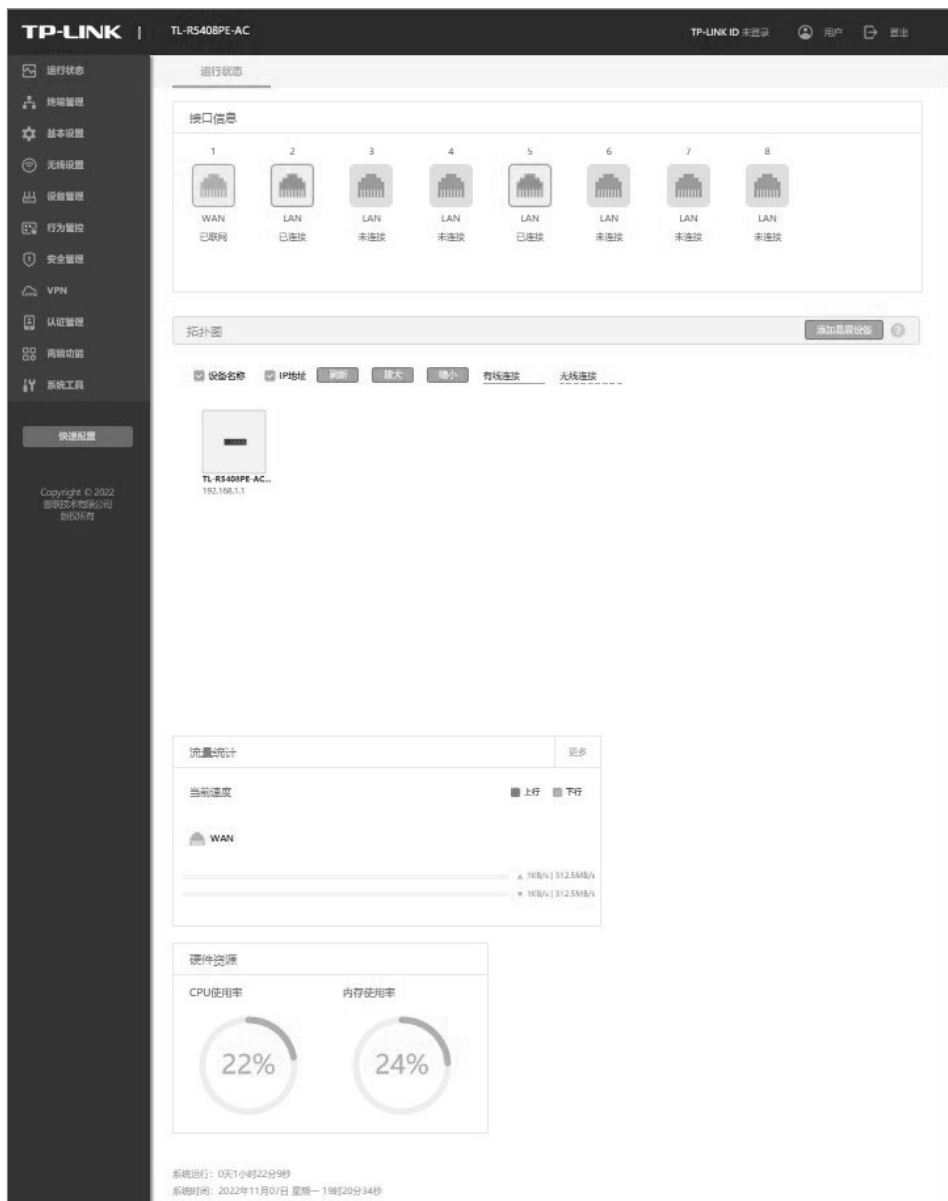 TP-LINK | TL-R5408PE-AC TP-LINK ID 未登录 用户 登出
运行状态
终端管理
基本设置
无线设置
设备管理
行为管控
安全管理
VPN
认证管理
高级功能
系统工具
快速配置
Copyright © 2022
普联技术有限公司
版权所有
运行状态
接口信息
1 2 3 4 5 6 7 8
WAN LAN LAN LAN LAN LAN LAN LAN
已联网 已连接 未连接 未连接 已连接 未连接 未连接 未连接
拓扑图 添加易展设备 ?
设备名称 IP地址 刷新 放大 缩小 有线连接 无线连接
TL-R5408PE-AC...
192.168.1.1
流量统计 更多
当前速度 上行 下行
WAN
1KB/s | 312.5MB/s
1KB/s | 312.5MB/s
硬件资源
CPU使用率 内存使用率
22% 24%
系统运行：0天1小时22分9秒
系统时间：2022年11月07日 星期一 19时20分34秒